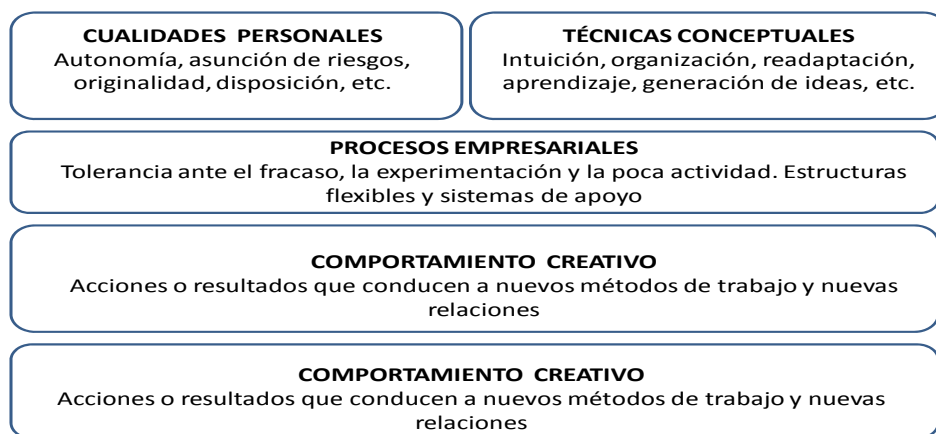 CUALIDADES PERSONALES
Autonomía, asunción de riesgos,
originalidad, disposición, etc.
TÉCNICAS CONCEPTUALES
Intuición, organización, readaptación,
aprendizaje, generación de ideas, etc.
PROCESOS EMPRESARIALES
Tolerancia ante el fracaso, la experimentación y la poca actividad. Estructuras
flexibles y sistemas de apoyo
COMPORTAMIENTO CREATIVO
Acciones o resultados que conducen a nuevos métodos de trabajo y nuevas
relaciones
COMPORTAMIENTO CREATIVO
Acciones o resultados que conducen a nuevos métodos de trabajo y nuevas
relaciones